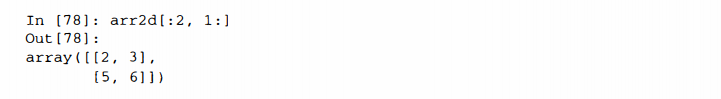 In [78]: arr2d[:2, 1:]
Out[78]:
array([[2, 3],
       [5, 6]])